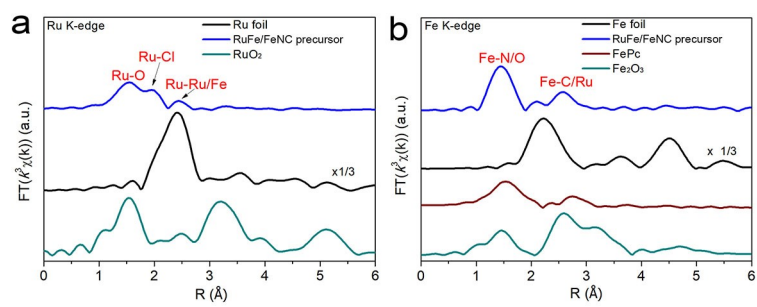 a
Ru K-edge
Ru foil
RuFe/FeNC precursor
RuO₂
Ru-Cl
Ru-O
Ru-Ru/Fe
x1/3
FT(k³χ(k)) (a.u.)
0 1 2 3 4 5 6
R (Å)
b
Fe K-edge
Fe foil
RuFe/FeNC precursor
FePc
Fe₂O₃
Fe-N/O
Fe-C/Ru
x 1/3
FT(k³χ(k)) (a.u.)
0 1 2 3 4 5 6
R (Å)